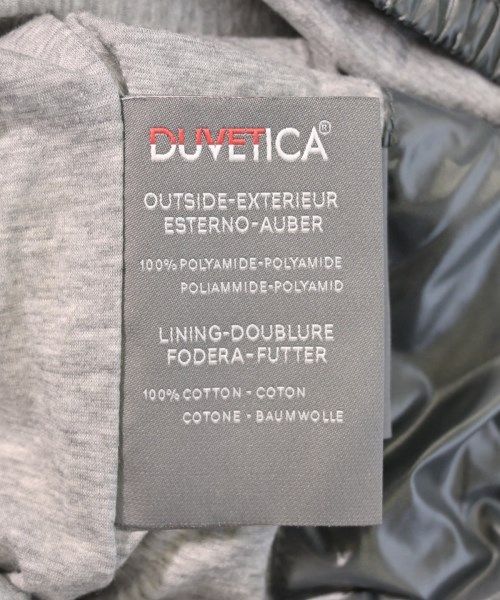 DUVETICA®
OUTSIDE-EXTERIEUR
ESTERNO-AUBER
100% POLYAMIDE-POLYAMIDE
POLIAMMIDE-POLYAMID
LINING-DOUBLURE
FODERA-FUTTER
100% COTTON - COTON
COTONE - BAUMWOLLE